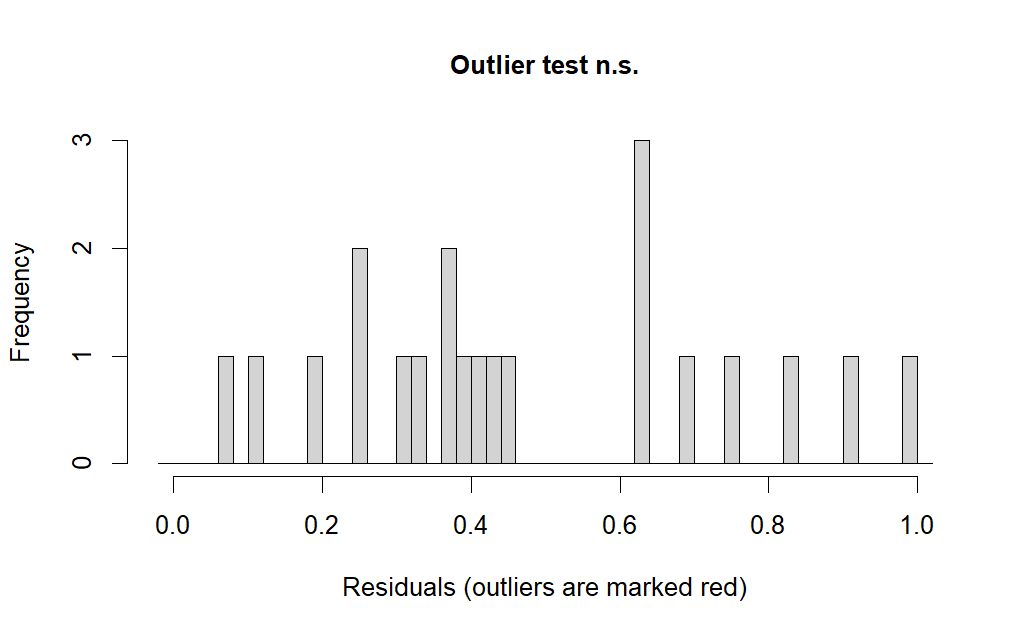 Outlier test n.s.
3
2
1
0
Frequency
0.0 0.2 0.4 0.6 0.8 1.0
Residuals (outliers are marked red)